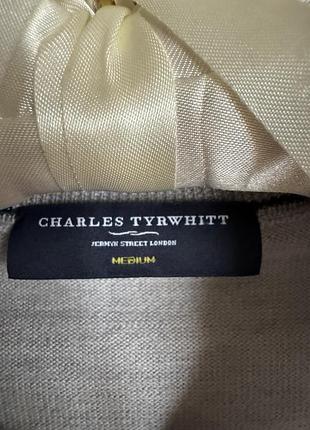 CHARLES TYRWHITT
JERMYN STREET LONDON
MEDIUM